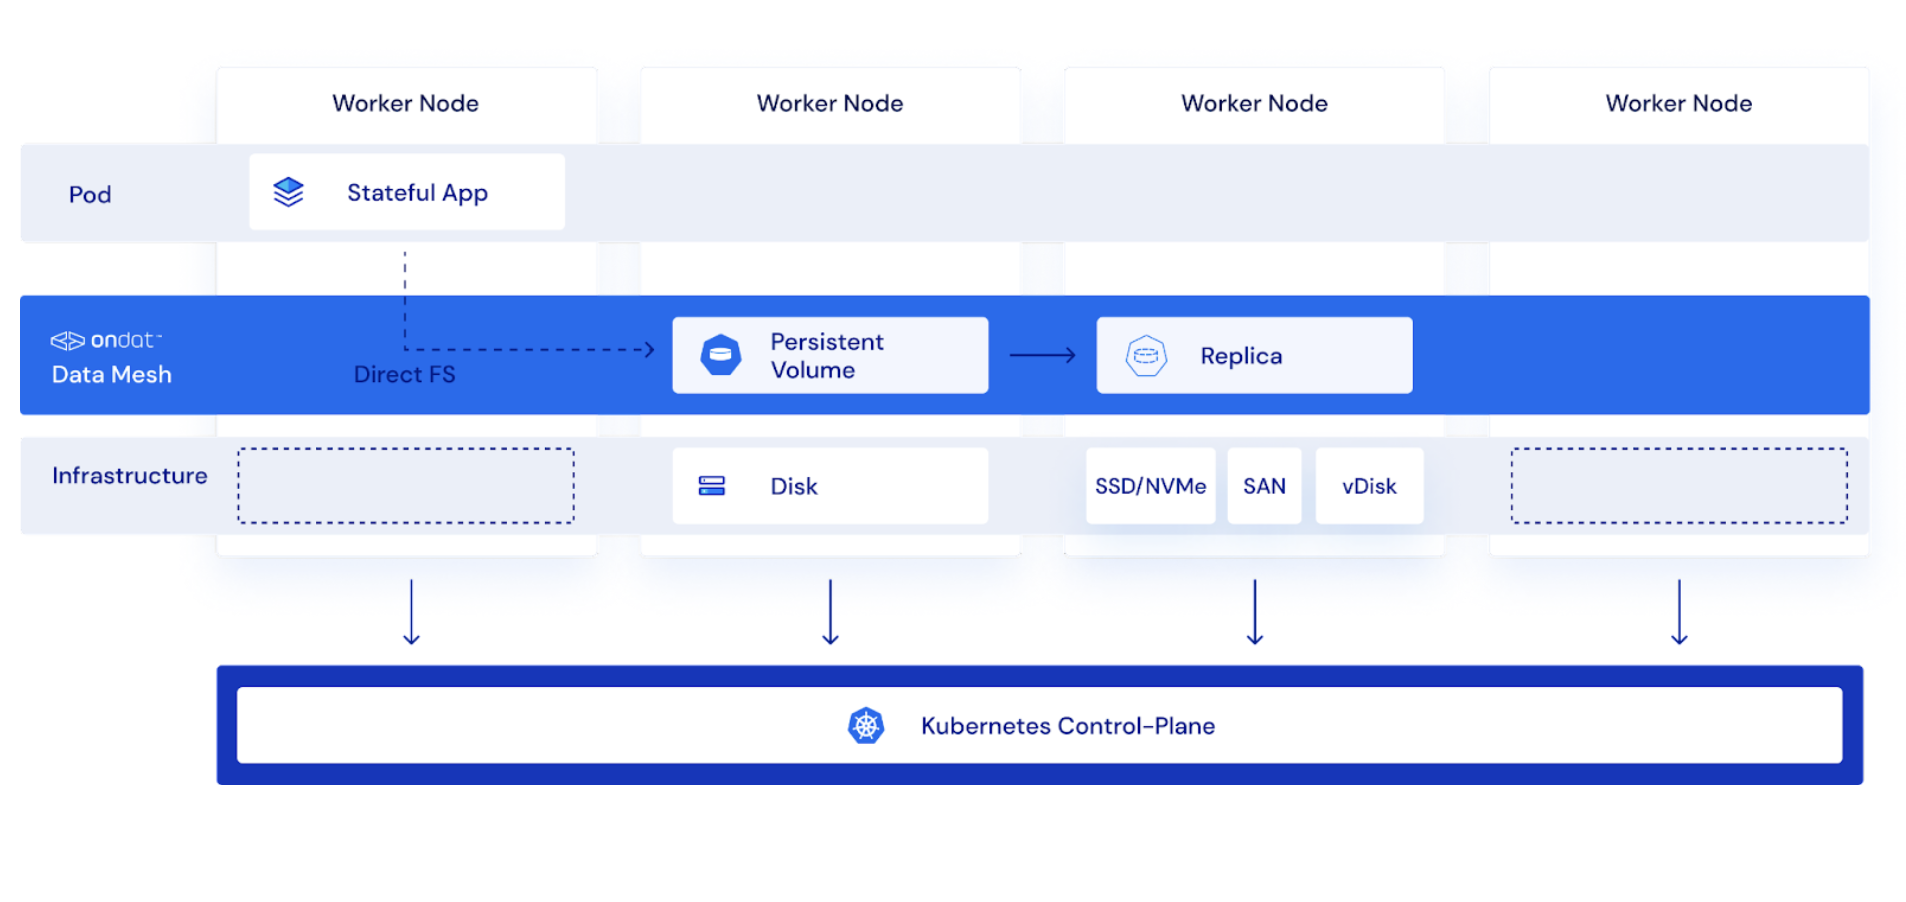 Worker Node
Worker Node
Worker Node
Worker Node
Pod
Stateful App
ondat™
Data Mesh
Direct FS
Persistent
Volume
Replica
Infrastructure
Disk
SSD/NVMe
SAN
vDisk
Kubernetes Control-Plane